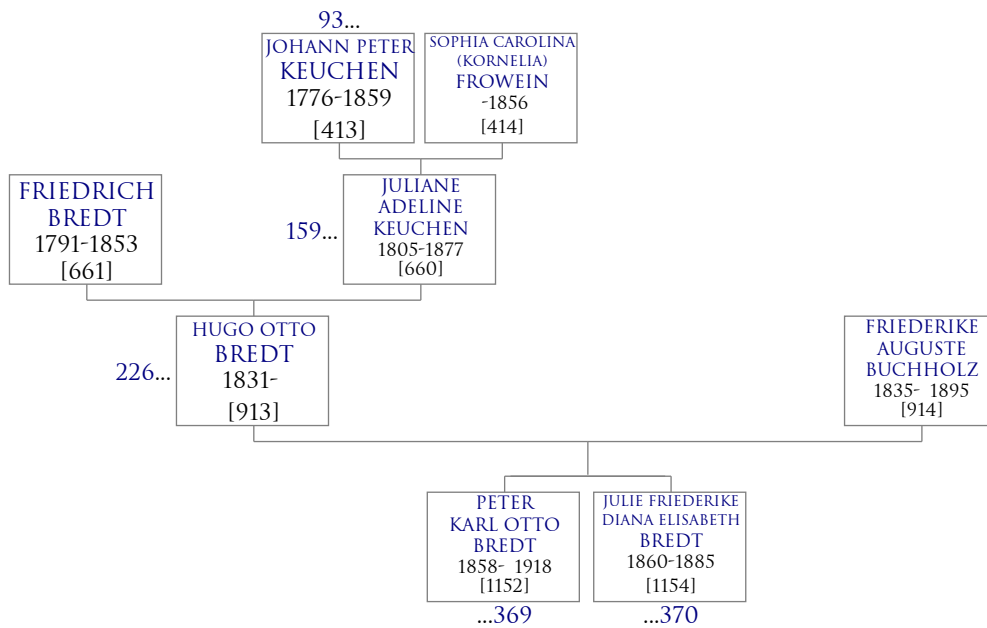 93...
JOHANN PETER
KEUCHEN
1776-1859
[413]
SOPHIA CAROLINA
(KORNELIA)
FROWEIN
-1856
[414]
FRIEDRICH
BREDT
1791-1853
[661]
159...
JULIANE
ADELINE
KEUCHEN
1805-1877
[660]
226...
HUGO OTTO
BREDT
1831-
[913]
FRIEDERIKE
AUGUSTE
BUCHHOLZ
1835- 1895
[914]
PETER
KARL OTTO
BREDT
1858- 1918
[1152]
...369
JULIE FRIEDERIKE
DIANA ELISABETH
BREDT
1860-1885
[1154]
...370